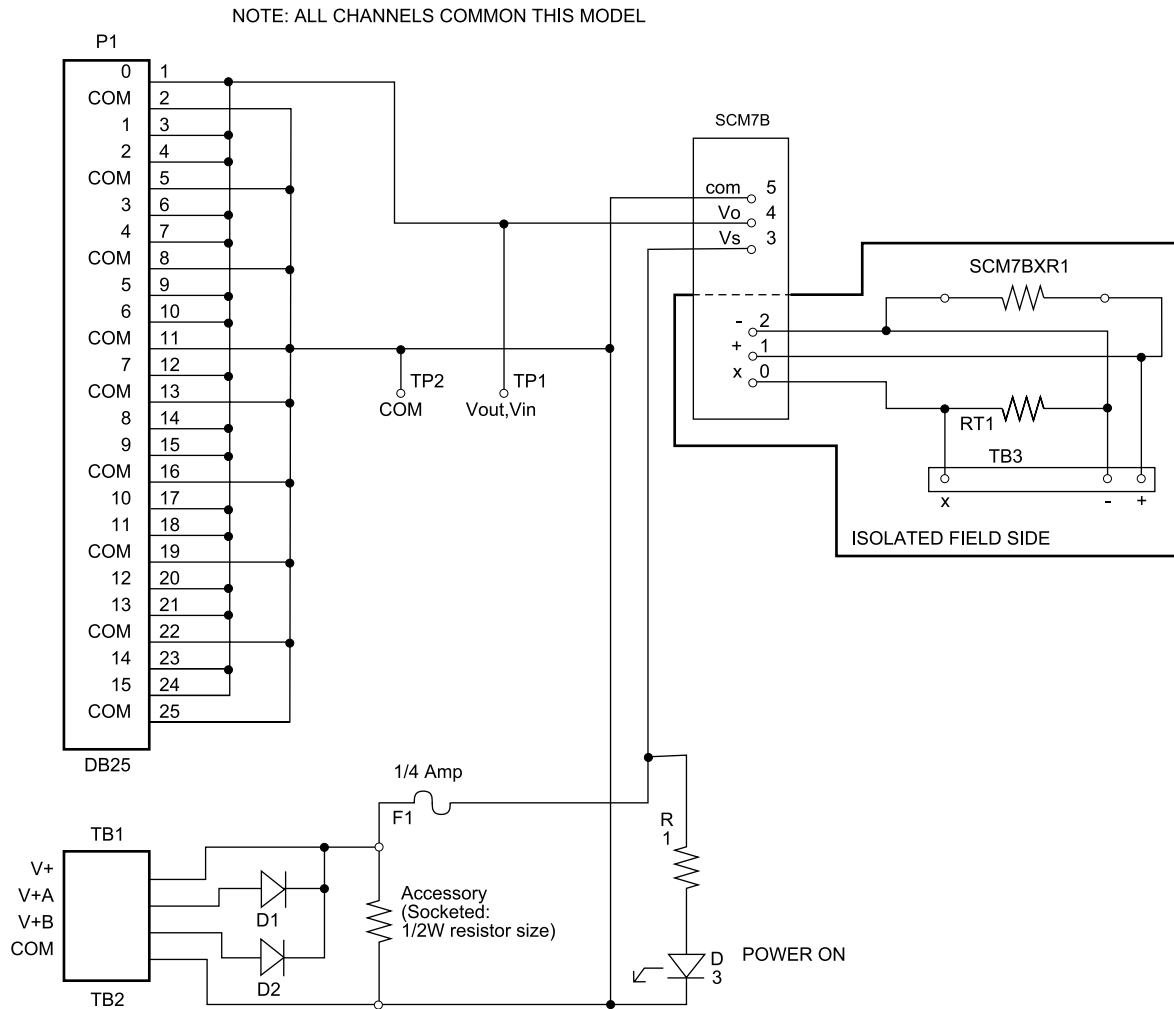 NOTE: ALL CHANNELS COMMON THIS MODEL
P1
0 1
COM 2
1 3
2 4
COM 5
3 6
4 7
COM 8
5 9
6 10
COM 11
7 12
COM 13
8 14
9 15
COM 16
10 17
11 18
COM 19
12 20
13 21
COM 22
14 23
15 24
COM 25
DB25
TP2
COM
TP1
Vout,Vin
SCM7B
com 5
Vo 4
Vs 3
- 2
+ 1
x 0
SCM7BXR1
RT1
TB3
x - +
ISOLATED FIELD SIDE
1/4 Amp
F1
TB1
V+
V+A
V+B
COM
TB2
D1
D2
Accessory
(Socketed:
1/2W resistor size)
R
1
D
3
POWER ON